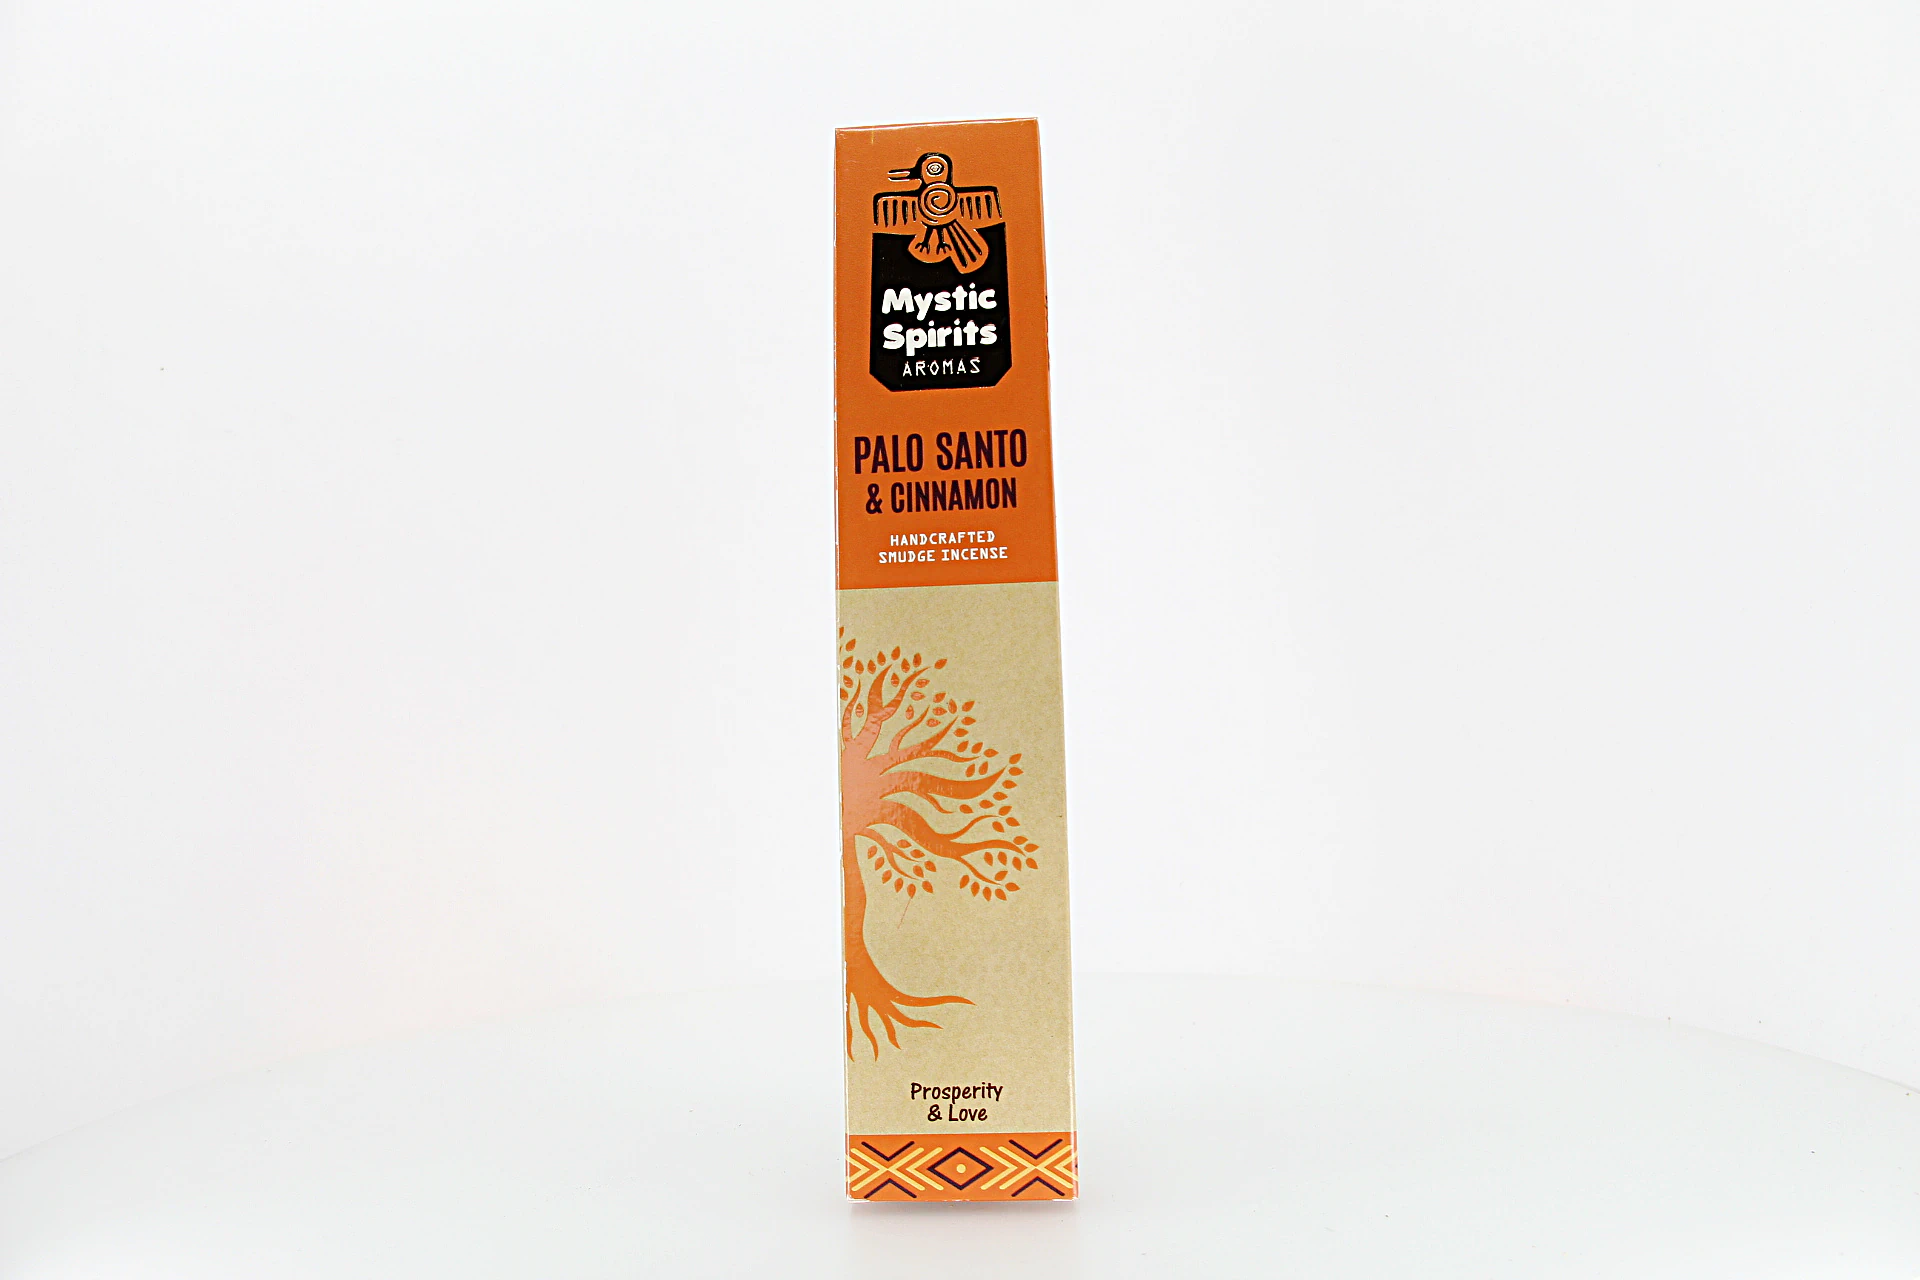 Mystic
Spirits
AROMAS
PALO SANTO
& CINNAMON
HANDCRAFTED
SMUDGE INCENSE
Prosperity
& Love